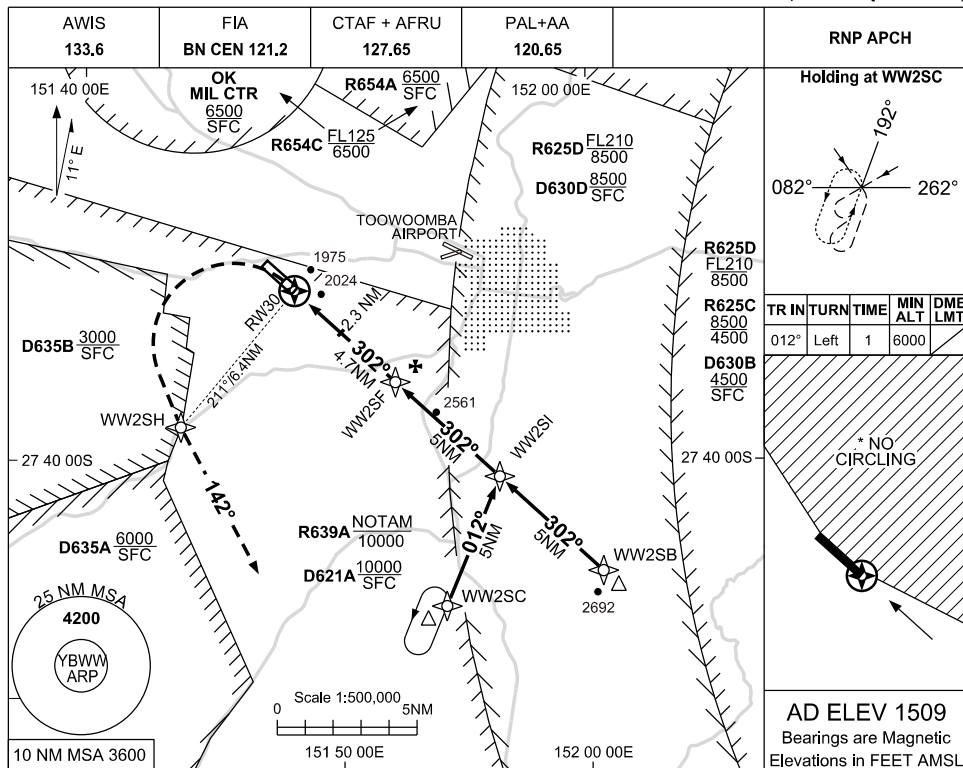 AWIS
133.6
FIA
BN CEN 121.2
CTAF + AFRU
127.65
PAL+AA
120.65
RNP APCH
151 40 00E
OK
MIL CTR
6500
SFC
R654A 6500
SFC
R654C FL125
6500
152 00 00E
R625D FL210
8500
D630D 8500
SFC
11° E
TOOWOOMBA
AIRPORT
1975
2024
RW30
2.3 NM
302°
4.7NM
D635B 3000
SFC
211°/6.4NM
WW2SH
WW2SF
2561
302°
5NM
WW2SI
R625D
FL210
8500
R625C
8500
4500
D630B
4500
SFC
27 40 00S
27 40 00S
142°
012°
5NM
302°
5NM
WW2SB
2692
D635A 6000
SFC
R639A NOTAM
10000
D621A 10000
SFC
WW2SC
25 NM MSA
4200
YBWW
ARP
10 NM MSA 3600
Scale 1:500,000
0 5NM
151 50 00E
152 00 00E
Holding at WW2SC
192°
082° 262°
TR IN TURN TIME MIN ALT DME LMT
012° Left 1 6000
* NO
CIRCLING
AD ELEV 1509
Bearings are Magnetic
Elevations in FEET AMSL